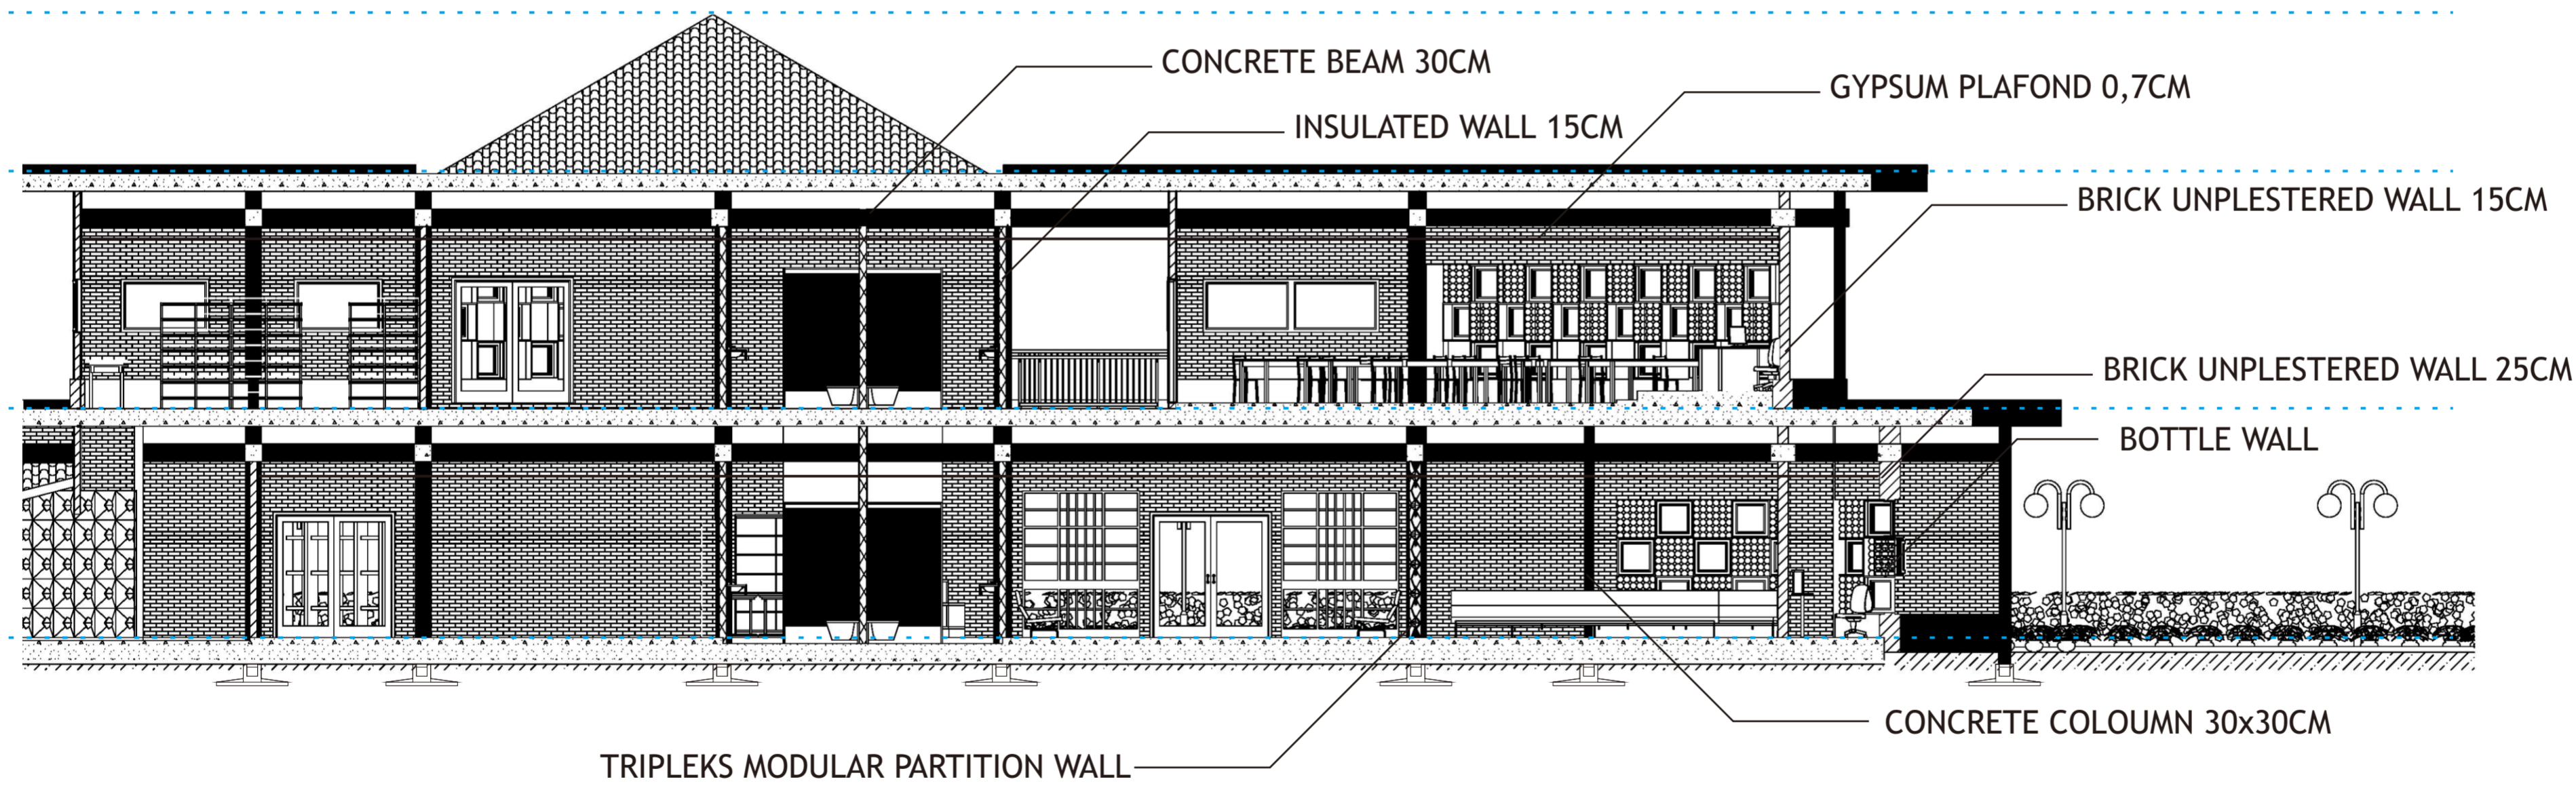 CONCRETE BEAM 30CM
GYPSUM PLAFOND 0,7CM
INSULATED WALL 15CM
BRICK UNPLESTERED WALL 15CM
BRICK UNPLESTERED WALL 25CM
BOTTLE WALL
CONCRETE COLOUMN 30x30CM
TRIPLEKS MODULAR PARTITION WALL